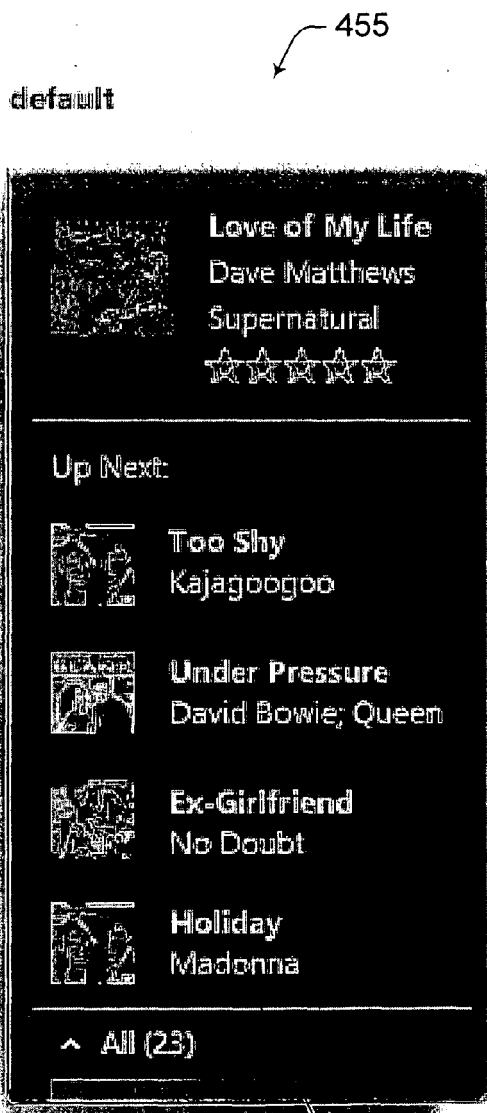 455
default
Love of My Life
Dave Matthews
Supernatural
Up Next:
Too Shy
Kajagoogoo
Under Pressure
David Bowie; Queen
Ex-Girlfriend
No Doubt
Holiday
Madonna
All (23)